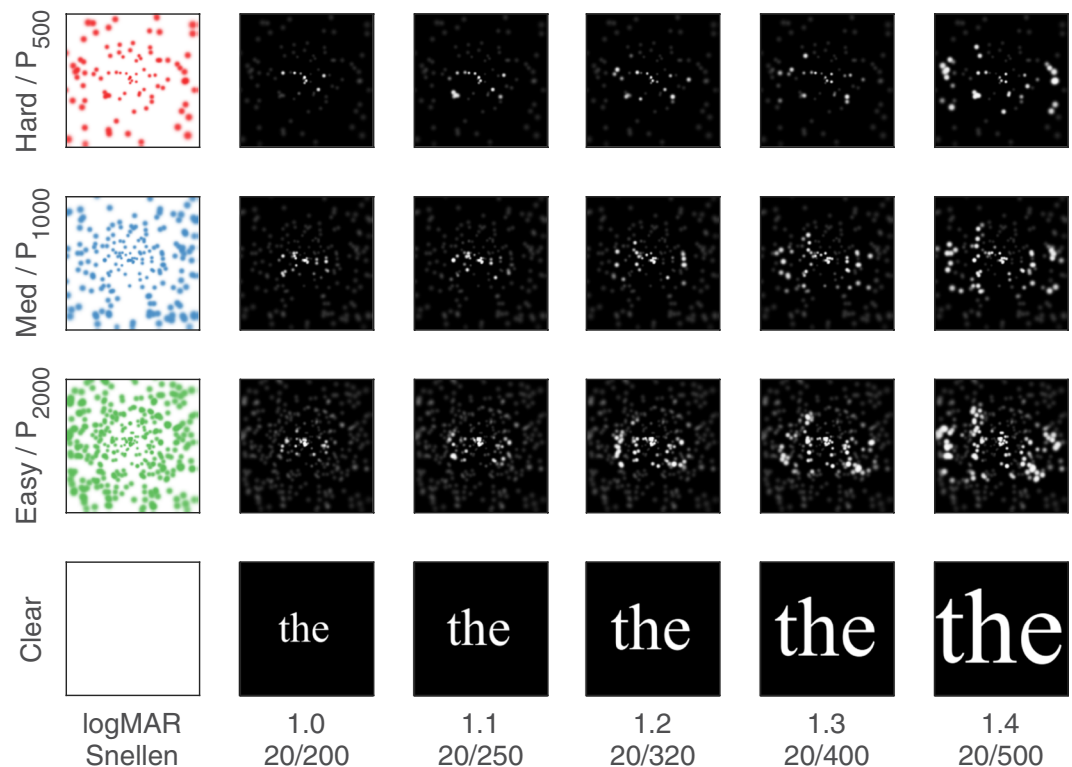 Hard / P500
Med / P1000
Easy / P2000
Clear
the the the the the
logMAR 1.0 1.1 1.2 1.3 1.4
Snellen 20/200 20/250 20/320 20/400 20/500